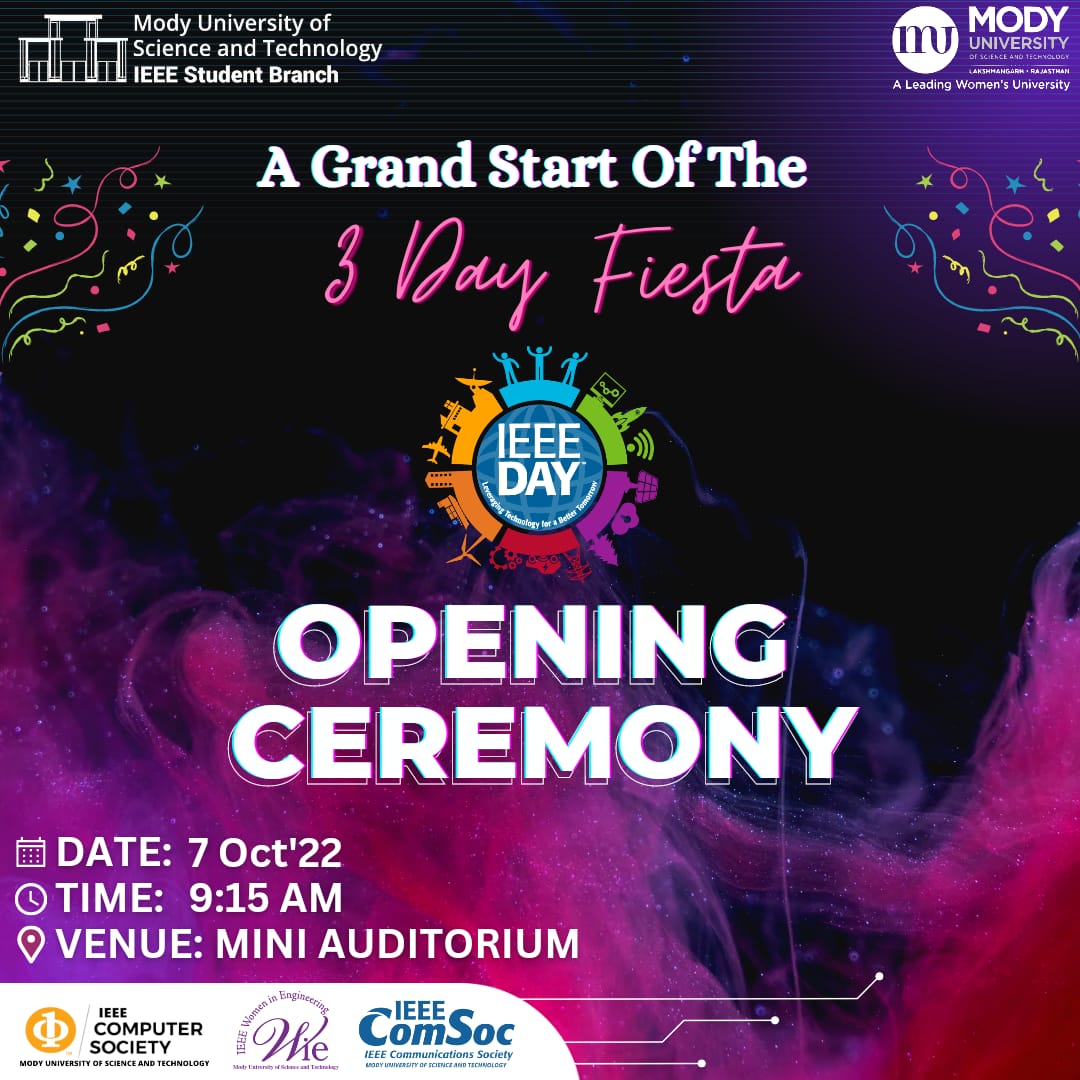 Mody University of
Science and Technology
IEEE Student Branch
mu
MODY
UNIVERSITY
OF SCIENCE AND TECHNOLOGY
LAKSHMANGARH • RAJASTHAN
A Leading Women's University
A Grand Start Of The
3 Day Fiesta
IEEE
DAY™
Leveraging Technology for a Better Tomorrow
OPENING
CEREMONY
DATE: 7 Oct'22
TIME: 9:15 AM
VENUE: MINI AUDITORIUM
IEEE
COMPUTER
SOCIETY
MODY UNIVERSITY OF SCIENCE AND TECHNOLOGY
IEEE Women in Engineering
Wie
Mody University of Science and Technology
IEEE
ComSoc
IEEE Communications Society
MODY UNIVERSITY OF SCIENCE AND TECHNOLOGY